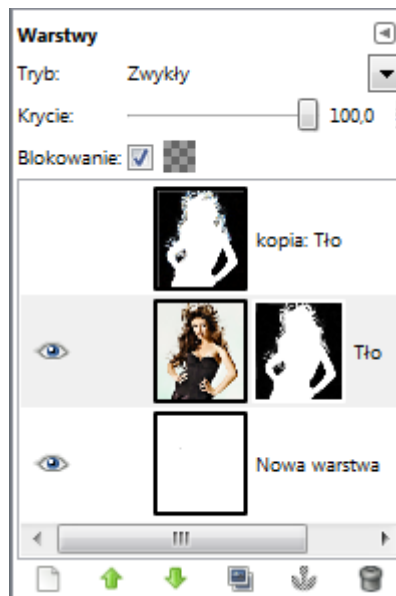 Warstwy
Tryb: Zwykły
Krycie: 100,0
Blokowanie:
kopia: Tło
Tło
Nowa warstwa